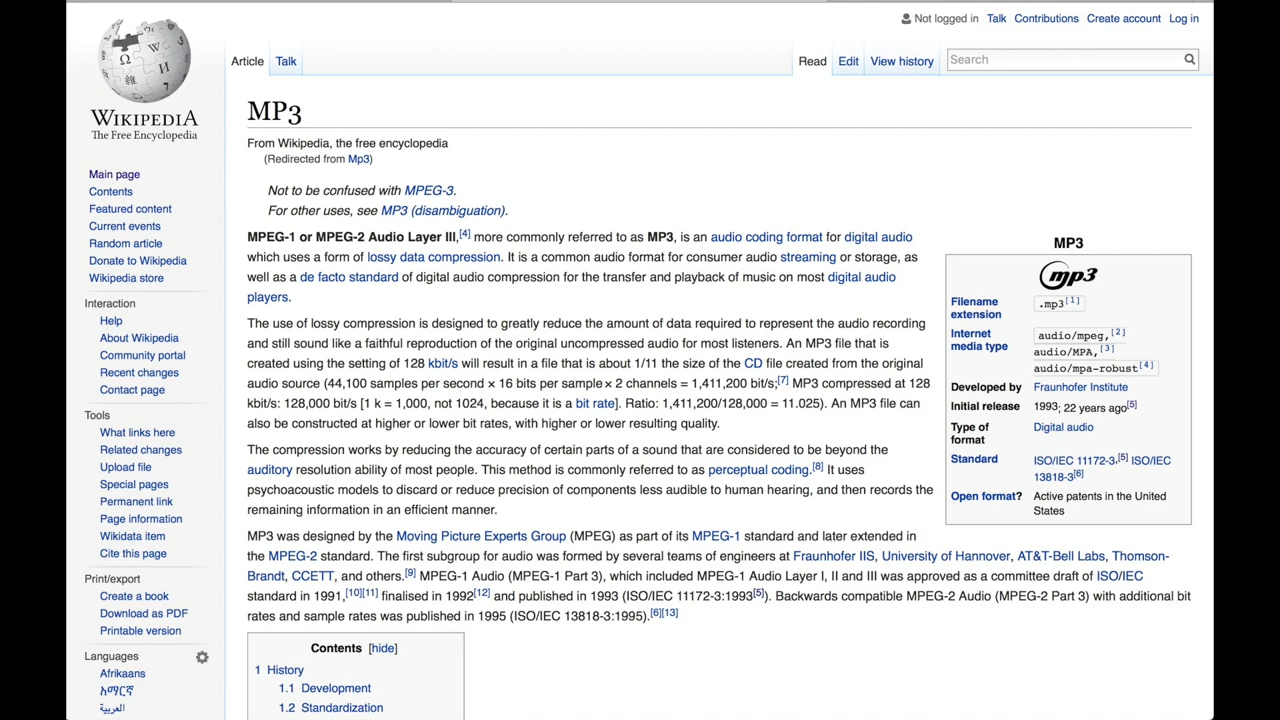 Not logged in Talk Contributions Create account Log in
WIKIPEDIA
The Free Encyclopedia
Article Talk Read Edit View history Search
Main page
Contents
Featured content
Current events
Random article
Donate to Wikipedia
Wikipedia store
Interaction
Help
About Wikipedia
Community portal
Recent changes
Contact page
Tools
What links here
Related changes
Upload file
Special pages
Permanent link
Page information
Wikidata item
Cite this page
Print/export
Create a book
Download as PDF
Printable version
Languages
Afrikaans
አማርኛ
العربية
MP3
From Wikipedia, the free encyclopedia
(Redirected from Mp3)
Not to be confused with MPEG-3.
For other uses, see MP3 (disambiguation).
MPEG-1 or MPEG-2 Audio Layer III,[4] more commonly referred to as MP3, is an audio coding format for digital audio
which uses a form of lossy data compression. It is a common audio format for consumer audio streaming or storage, as
well as a de facto standard of digital audio compression for the transfer and playback of music on most digital audio
players.
The use of lossy compression is designed to greatly reduce the amount of data required to represent the audio recording
and still sound like a faithful reproduction of the original uncompressed audio for most listeners. An MP3 file that is
created using the setting of 128 kbit/s will result in a file that is about 1/11 the size of the CD file created from the original
audio source (44,100 samples per second × 16 bits per sample × 2 channels = 1,411,200 bit/s;[7] MP3 compressed at 128
kbit/s: 128,000 bit/s [1 k = 1,000, not 1024, because it is a bit rate]. Ratio: 1,411,200/128,000 = 11.025). An MP3 file can
also be constructed at higher or lower bit rates, with higher or lower resulting quality.
The compression works by reducing the accuracy of certain parts of a sound that are considered to be beyond the
auditory resolution ability of most people. This method is commonly referred to as perceptual coding.[8] It uses
psychoacoustic models to discard or reduce precision of components less audible to human hearing, and then records the
remaining information in an efficient manner.
MP3 was designed by the Moving Picture Experts Group (MPEG) as part of its MPEG-1 standard and later extended in
the MPEG-2 standard. The first subgroup for audio was formed by several teams of engineers at Fraunhofer IIS, University of Hannover, AT&T-Bell Labs, Thomson-
Brandt, CCETT, and others.[9] MPEG-1 Audio (MPEG-1 Part 3), which included MPEG-1 Audio Layer I, II and III was approved as a committee draft of ISO/IEC
standard in 1991,[10][11] finalised in 1992[12] and published in 1993 (ISO/IEC 11172-3:1993[5]). Backwards compatible MPEG-2 Audio (MPEG-2 Part 3) with additional bit
rates and sample rates was published in 1995 (ISO/IEC 13818-3:1995).[6][13]
MP3
mp3
Filename extension .mp3[1]
Internet media type audio/mpeg,[2]
audio/MPA,[3]
audio/mpa-robust[4]
Developed by Fraunhofer Institute
Initial release 1993; 22 years ago[5]
Type of format Digital audio
Standard ISO/IEC 11172-3,[5] ISO/IEC
13818-3[6]
Open format? Active patents in the United
States
Contents [hide]
1 History
1.1 Development
1.2 Standardization